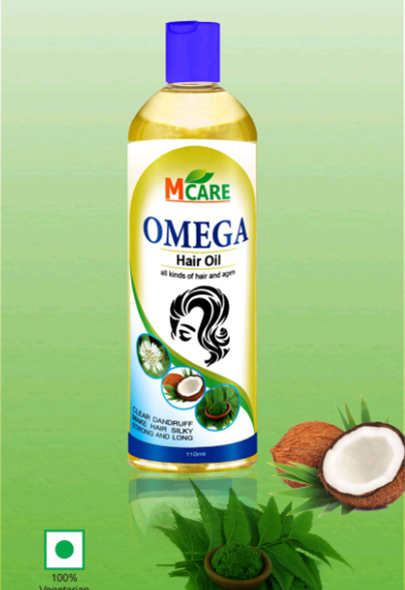 MCARE
OMEGA
Hair Oil
all kinds of hair and ages
CLEAR DANDRUFF
MAKE HAIR SILKY
STRONG AND LONG
110ml
100%
Vegetarian